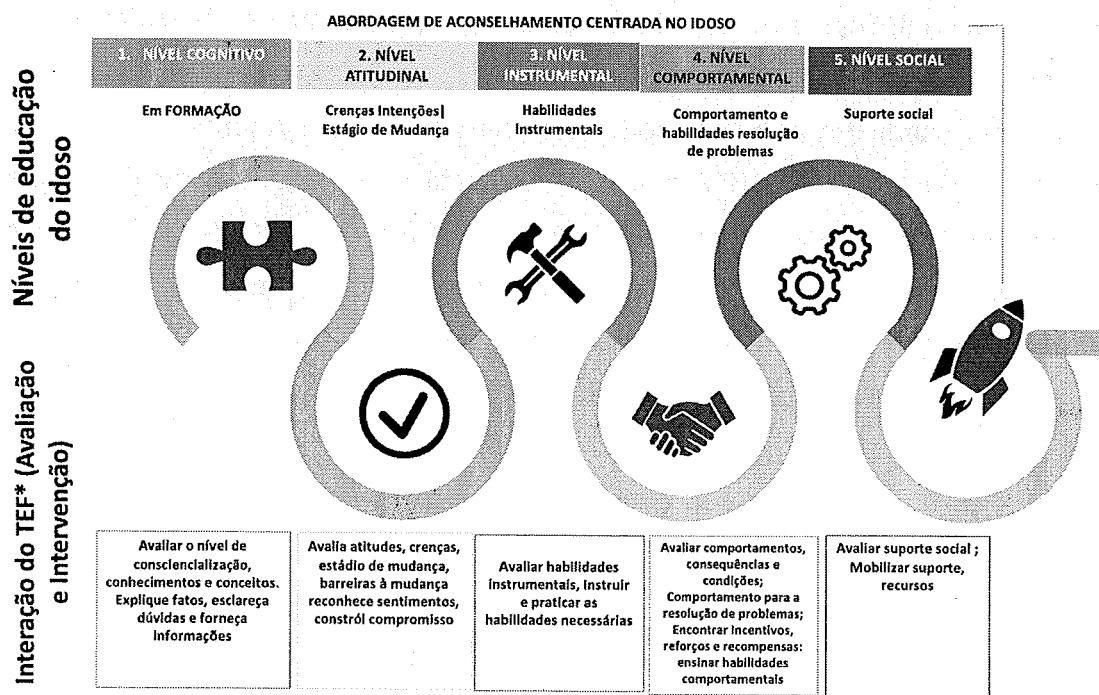 ABORDAGEM DE ACONSELHAMENTO CENTRADA NO IDOSO
1. NÍVEL COGNITIVO
2. NÍVEL
ATITUDINAL
3. NÍVEL
INSTRUMENTAL
4. NÍVEL
COMPORTAMENTAL
5. NÍVEL SOCIAL
Em FORMAÇÃO
Crenças Intenções|
Estágio de Mudança
Habilidades
Instrumentais
Comportamento e
habilidades resolução
de problemas
Suporte social
Níveis de educação
do idoso
Interação do TEF* (Avaliação
e Intervenção)
Avaliar o nível de
consciencialização,
conhecimentos e conceitos.
Explique fatos, esclareça
dúvidas e forneça
Informações
Avalia atitudes, crenças,
estádio de mudança,
barreiras à mudança
reconhece sentimentos,
constrói compromisso
Avaliar habilidades
instrumentais, Instruir
e praticar as
habilidades necessárias
Avaliar comportamentos,
consequências e
condições;
Comportamento para a
resolução de problemas;
Encontrar Incentivos,
reforços e recompensas:
ensinar habilidades
comportamentais
Avaliar suporte social ;
Mobilizar suporte,
recursos